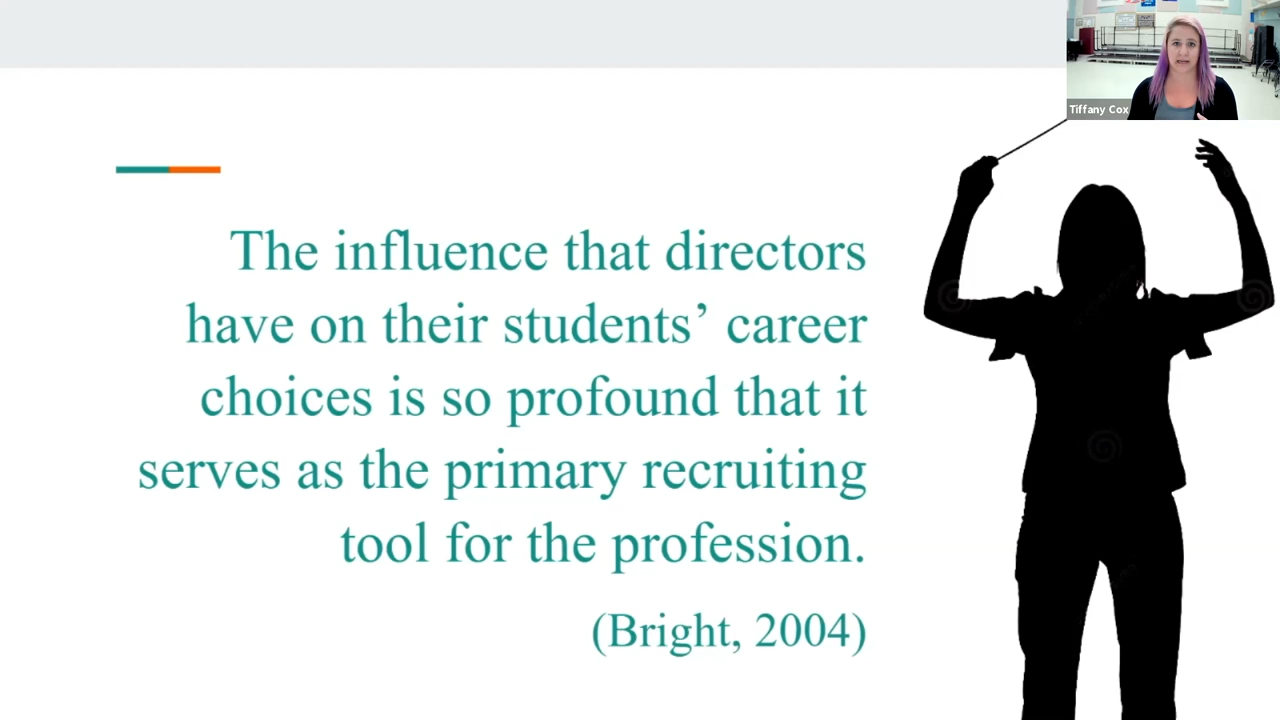 Tiffany Cox
The influence that directors
have on their students’ career
choices is so profound that it
serves as the primary recruiting
tool for the profession.
(Bright, 2004)